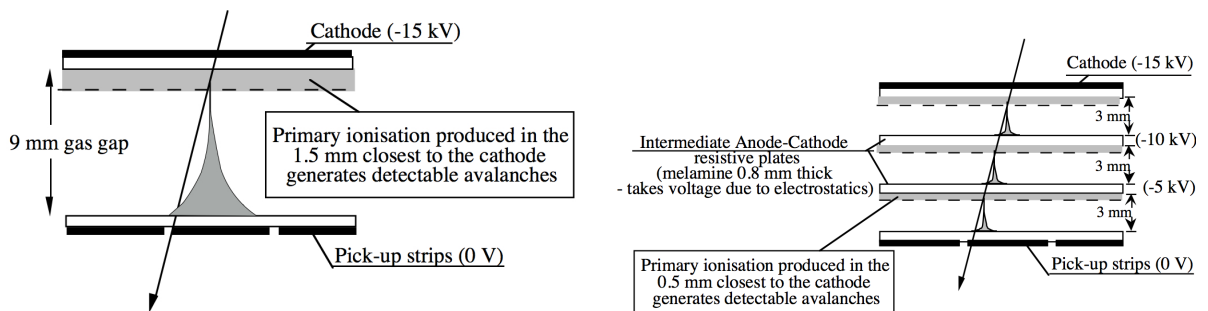 Cathode (-15 kV)
9 mm gas gap
Primary ionisation produced in the
1.5 mm closest to the cathode
generates detectable avalanches
Pick-up strips (0 V)
Cathode (-15 kV)
3 mm
Intermediate Anode-Cathode
resistive plates
(melamine 0.8 mm thick
- takes voltage due to electrostatics)
(-10 kV)
3 mm
(-5 kV)
3 mm
Primary ionisation produced in the
0.5 mm closest to the cathode
generates detectable avalanches
Pick-up strips (0 V)